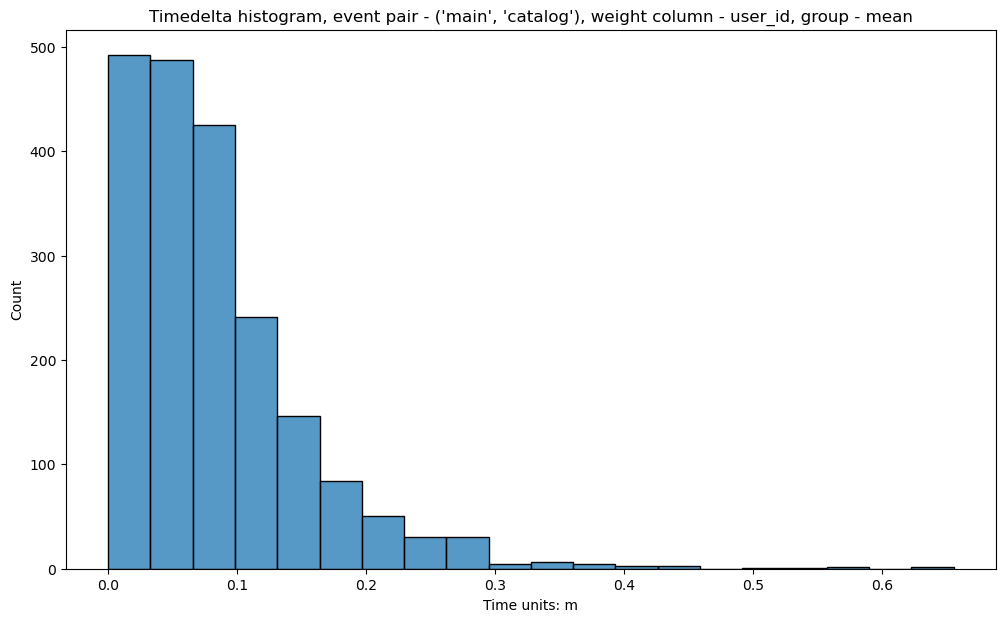 Timedelta histogram, event pair - ('main', 'catalog'), weight column - user_id, group - mean
500
400
300
200
100
0
Count
0.0 0.1 0.2 0.3 0.4 0.5 0.6
Time units: m